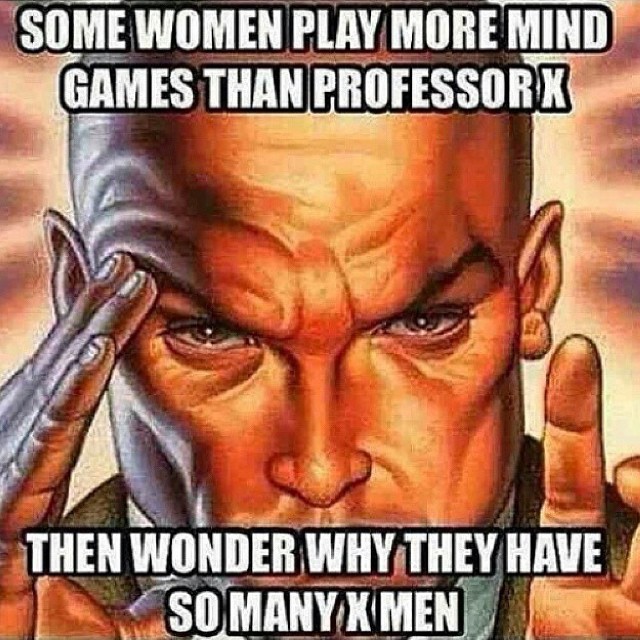 SOME WOMEN PLAY MORE MIND
GAMES THAN PROFESSOR X
THEN WONDER WHY THEY HAVE
SO MANY X MEN